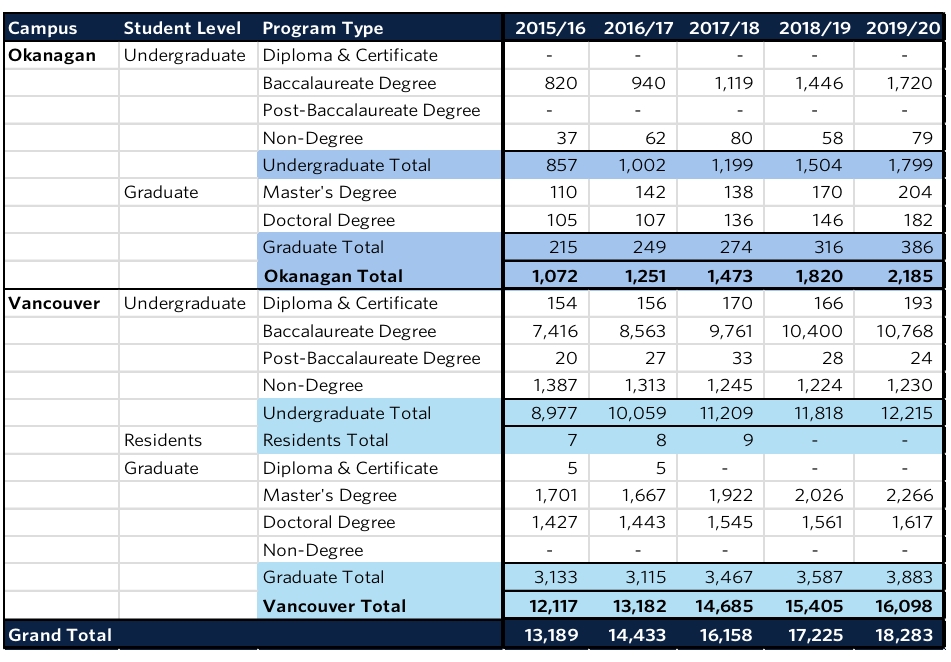 Campus Student Level Program Type 2015/16 2016/17 2017/18 2018/19 2019/20
Okanagan Undergraduate Diploma & Certificate - - - - -
Baccalaureate Degree 820 940 1,119 1,446 1,720
Post-Baccalaureate Degree - - - - -
Non-Degree 37 62 80 58 79
Undergraduate Total 857 1,002 1,199 1,504 1,799
Graduate Master's Degree 110 142 138 170 204
Doctoral Degree 105 107 136 146 182
Graduate Total 215 249 274 316 386
Okanagan Total 1,072 1,251 1,473 1,820 2,185
Vancouver Undergraduate Diploma & Certificate 154 156 170 166 193
Baccalaureate Degree 7,416 8,563 9,761 10,400 10,768
Post-Baccalaureate Degree 20 27 33 28 24
Non-Degree 1,387 1,313 1,245 1,224 1,230
Undergraduate Total 8,977 10,059 11,209 11,818 12,215
Residents Residents Total 7 8 9 - -
Graduate Diploma & Certificate 5 5 - - -
Master's Degree 1,701 1,667 1,922 2,026 2,266
Doctoral Degree 1,427 1,443 1,545 1,561 1,617
Non-Degree - - - - -
Graduate Total 3,133 3,115 3,467 3,587 3,883
Vancouver Total 12,117 13,182 14,685 15,405 16,098
Grand Total 13,189 14,433 16,158 17,225 18,283